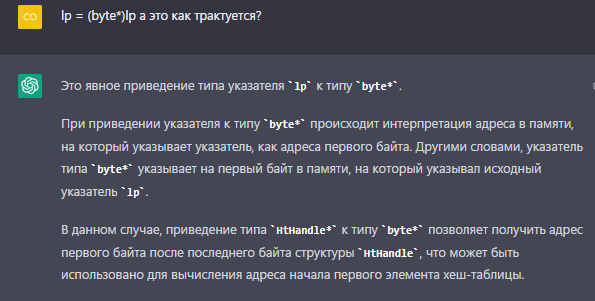 CO
lp = (byte*)lp а это как трактуется?
Это явное приведение типа указателя `lp` к типу `byte*`.
При приведении указателя к типу `byte*` происходит интерпретация адреса в памяти,
на который указывает указатель, как адреса первого байта. Другими словами, указатель
типа `byte*` указывает на первый байт в памяти, на который указывал исходный
указатель `lp`.
В данном случае, приведение типа `HtHandle*` к типу `byte*` позволяет получить адрес
первого байта после последнего байта структуры `HtHandle`, что может быть
использовано для вычисления адреса начала первого элемента хеш-таблицы.